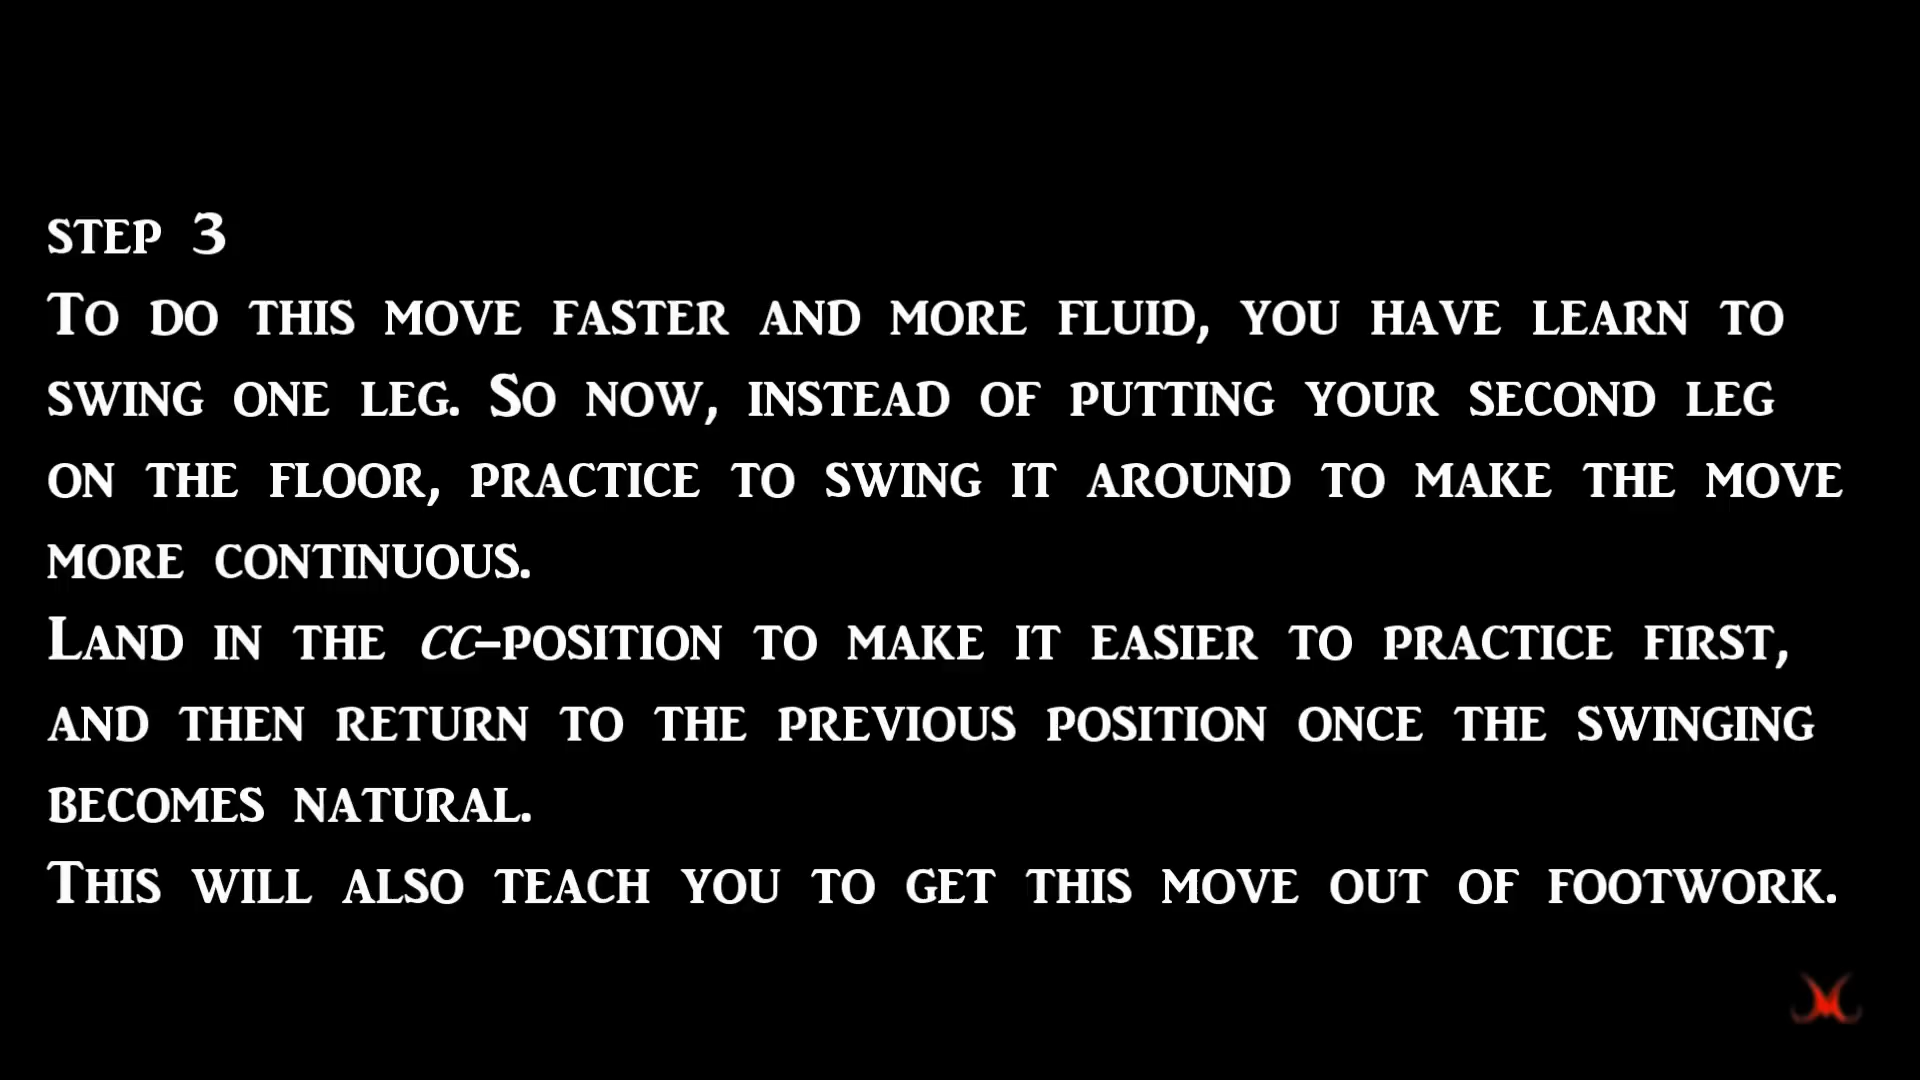 step 3
To do this move faster and more fluid, you have learn to
swing one leg. So now, instead of putting your second leg
on the floor, practice to swing it around to make the move
more continuous.
Land in the cc-position to make it easier to practice first,
and then return to the previous position once the swinging
becomes natural.
This will also teach you to get this move out of footwork.